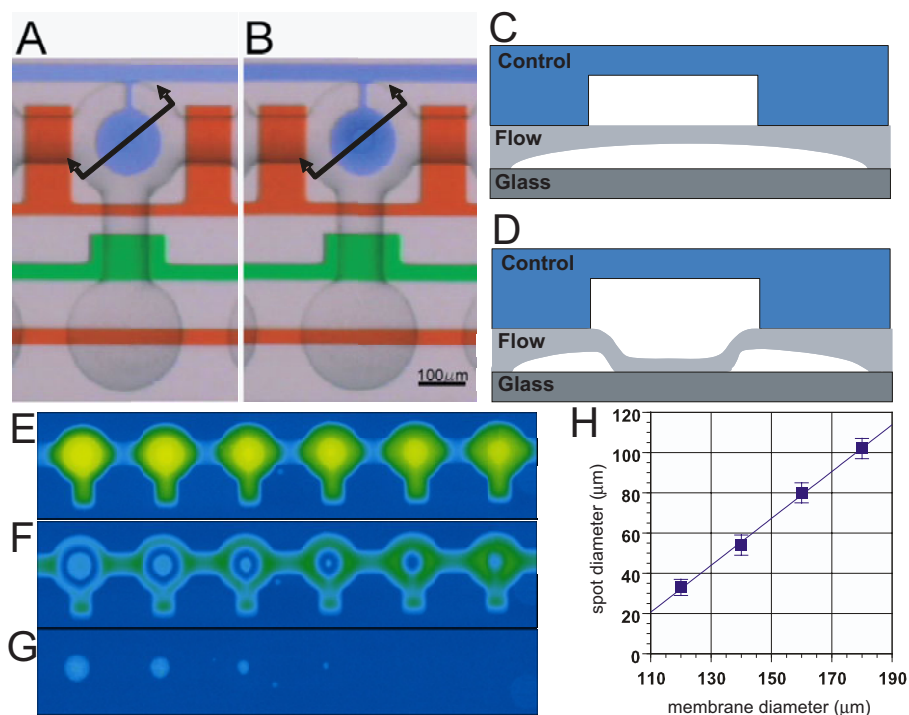 A
B
100μm
C
Control
Flow
Glass
D
Control
Flow
Glass
E
F
G
H
120
100
80
60
40
20
0
110 130 150 170 190
spot diameter (μm)
membrane diameter (μm)